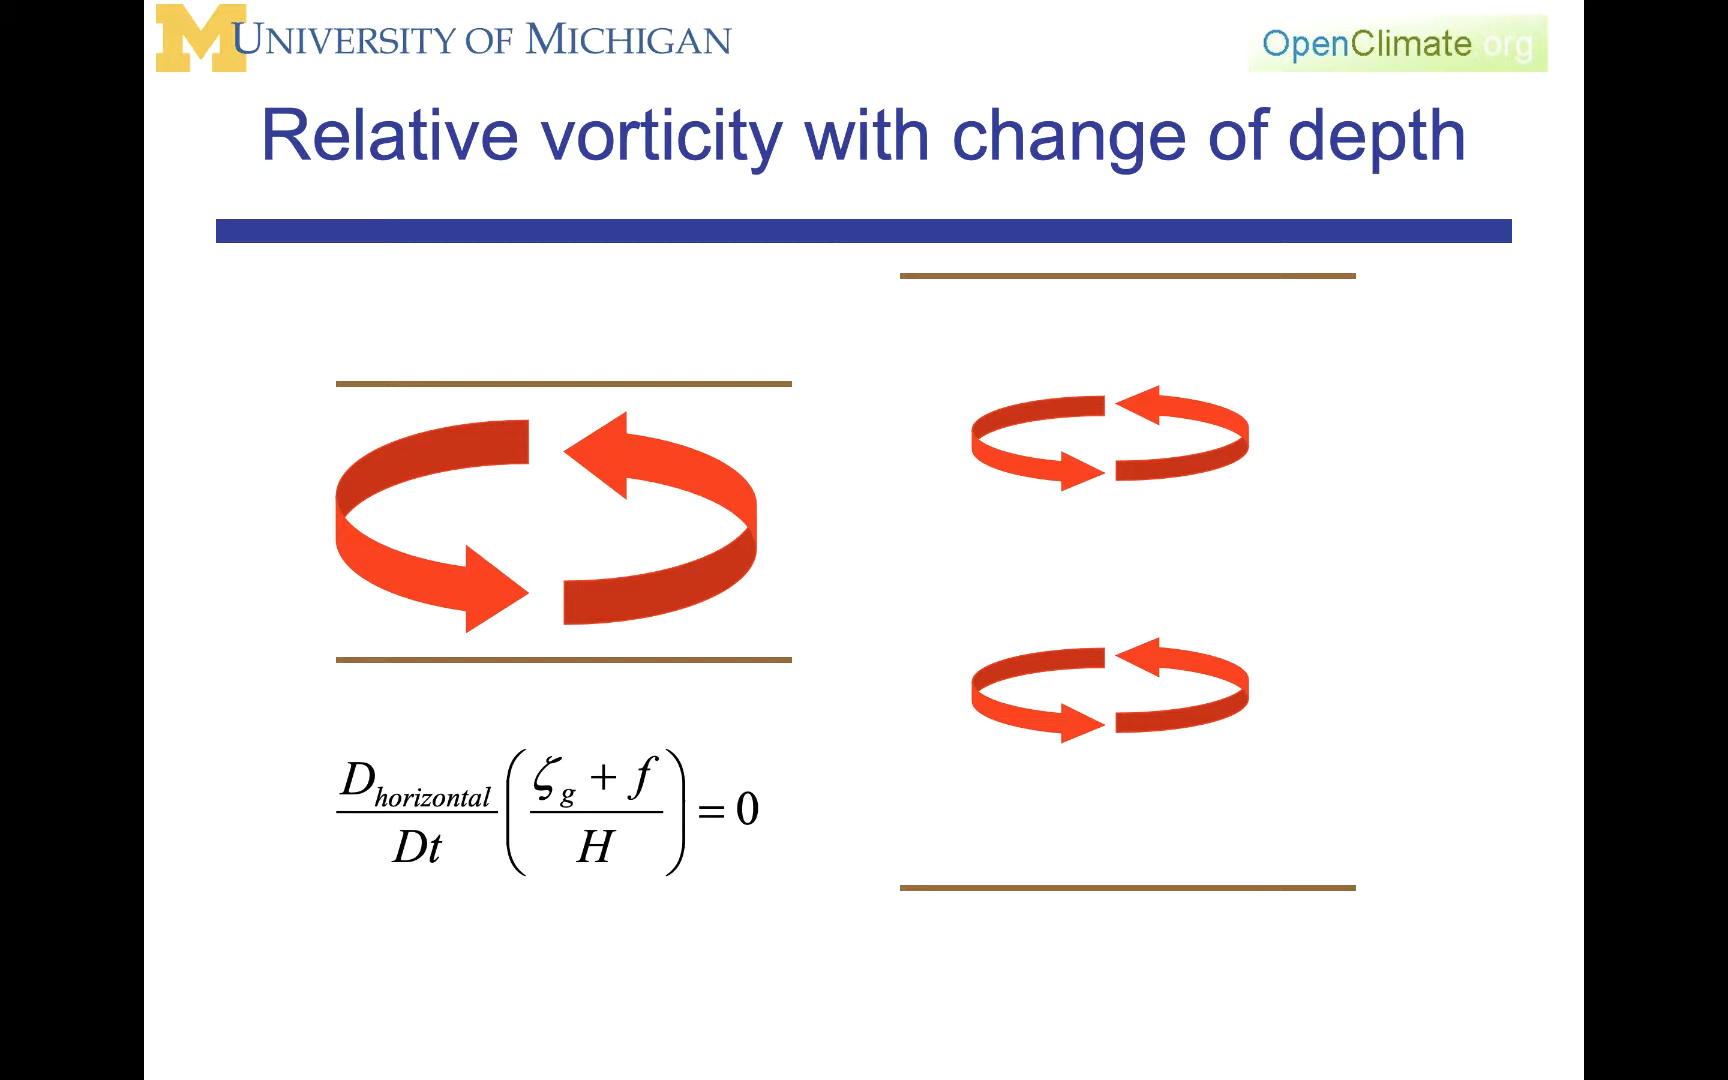 UNIVERSITY OF MICHIGAN
OpenClimate.org
Relative vorticity with change of depth
D_horizontal/Dt ((ζ_g + f)/H) = 0